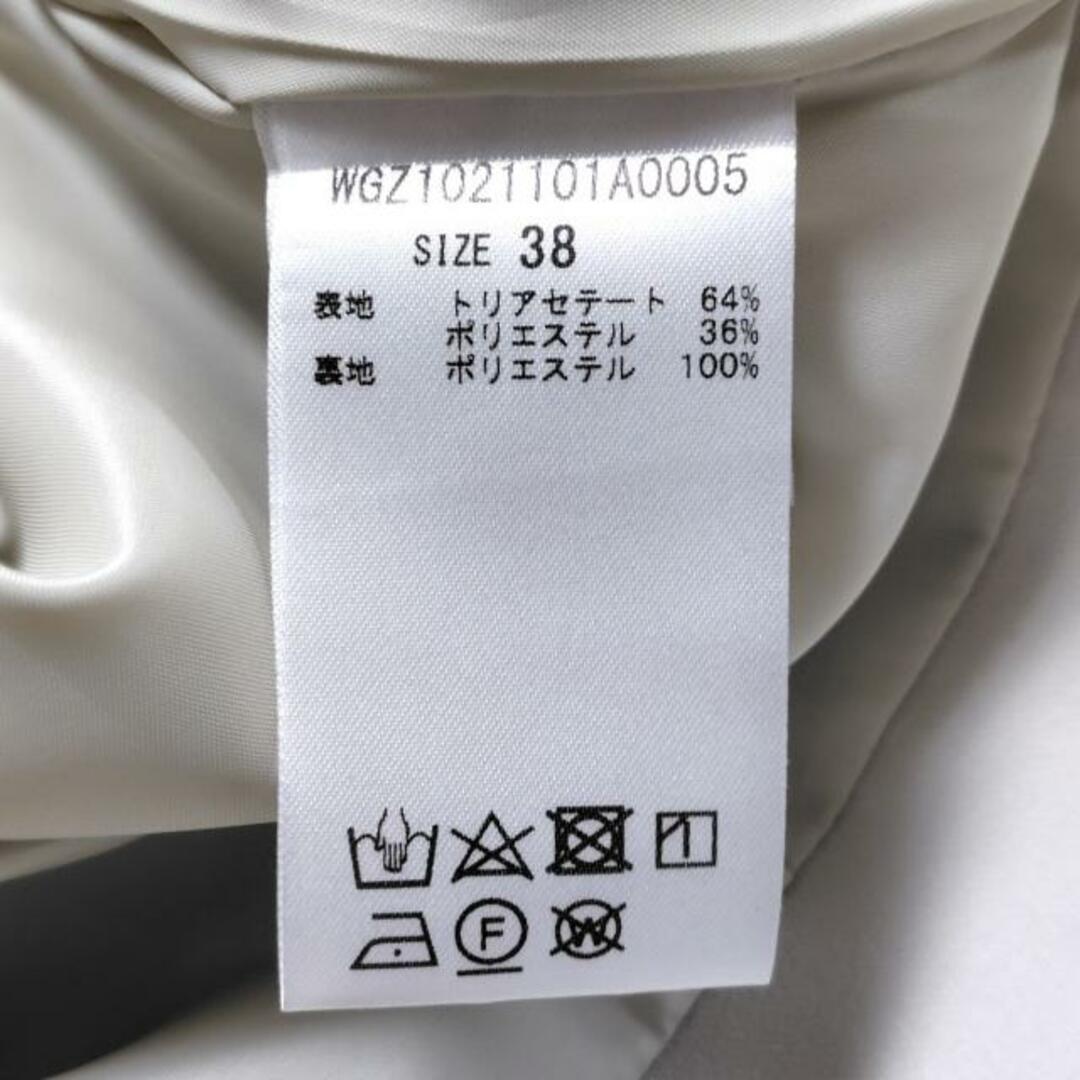 WGZ1021101A0005
SIZE 38
表地 トリアセテート 64%
ポリエステル 36%
裏地 ポリエステル 100%
F W